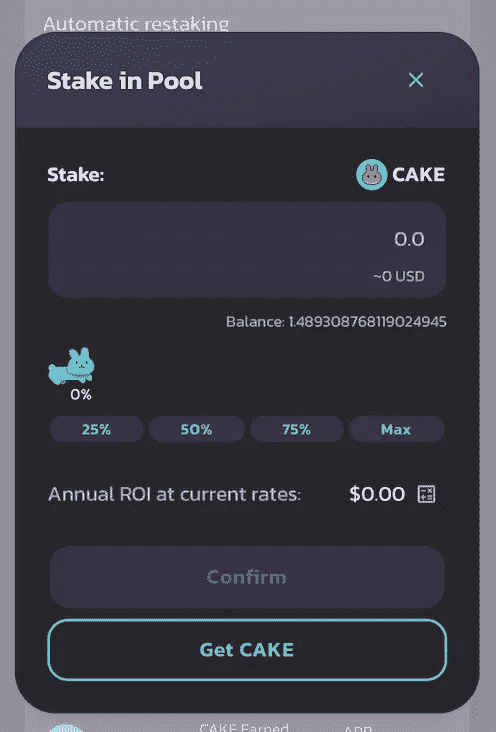 Automatic restaking
Stake in Pool
Stake: CAKE
0.0
~0 USD
Balance: 1.489308768119024945
0%
25% 50% 75% Max
Annual ROI at current rates: $0.00
Confirm
Get CAKE
CAKE Earned APR